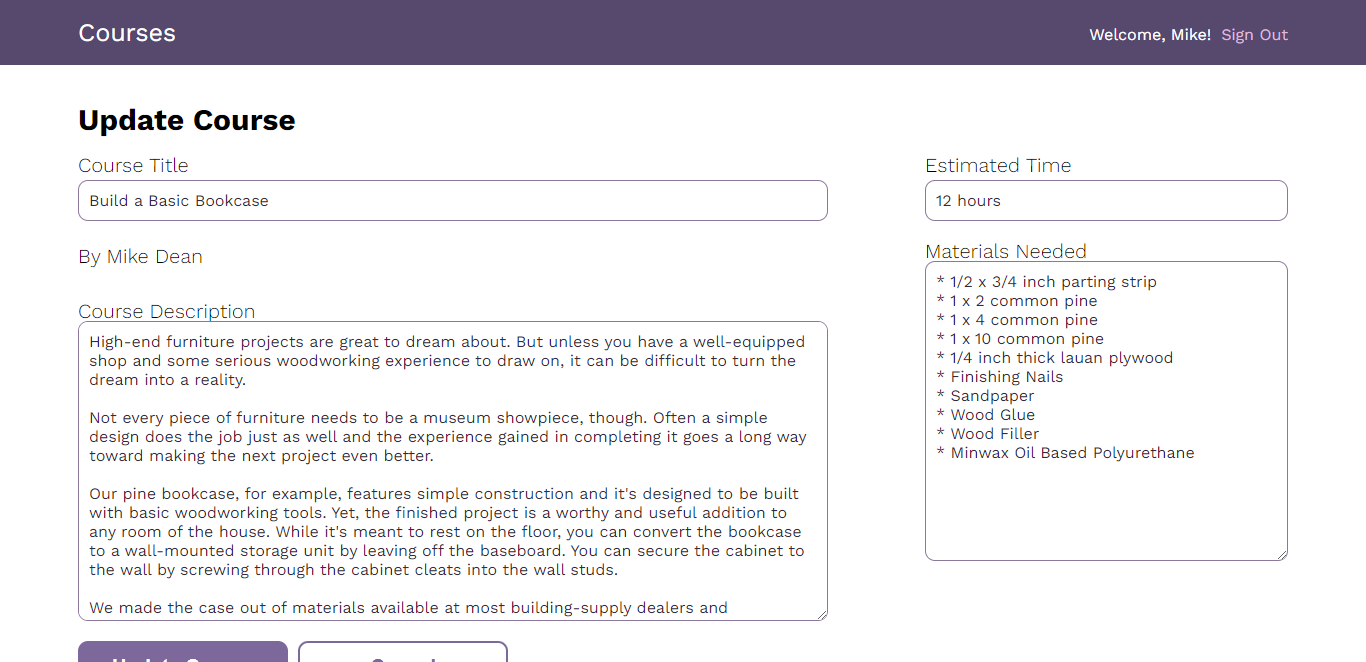 Courses
Welcome, Mike! Sign Out
Update Course
Course Title
Build a Basic Bookcase
By Mike Dean
Course Description
High-end furniture projects are great to dream about. But unless you have a well-equipped
shop and some serious woodworking experience to draw on, it can be difficult to turn the
dream into a reality.
Not every piece of furniture needs to be a museum showpiece, though. Often a simple
design does the job just as well and the experience gained in completing it goes a long way
toward making the next project even better.
Our pine bookcase, for example, features simple construction and it's designed to be built
with basic woodworking tools. Yet, the finished project is a worthy and useful addition to
any room of the house. While it's meant to rest on the floor, you can convert the bookcase
to a wall-mounted storage unit by leaving off the baseboard. You can secure the cabinet to
the wall by screwing through the cabinet cleats into the wall studs.
We made the case out of materials available at most building-supply dealers and
Estimated Time
12 hours
Materials Needed
* 1/2 x 3/4 inch parting strip
* 1 x 2 common pine
* 1 x 4 common pine
* 1 x 10 common pine
* 1/4 inch thick lauan plywood
* Finishing Nails
* Sandpaper
* Wood Glue
* Wood Filler
* Minwax Oil Based Polyurethane